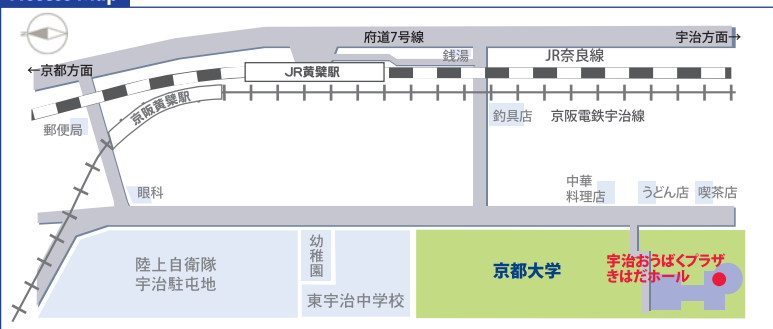 府道7号線
宇治方面→
←京都方面
銭湯
JR奈良線
JR黄檗駅
京阪黄檗駅
郵便局
釣具店
京阪電鉄宇治線
眼科
中華
料理店
うどん店
喫茶店
陸上自衛隊
宇治駐屯地
幼稚園
東宇治中学校
京都大学
宇治おうばくプラザ
きはだホール